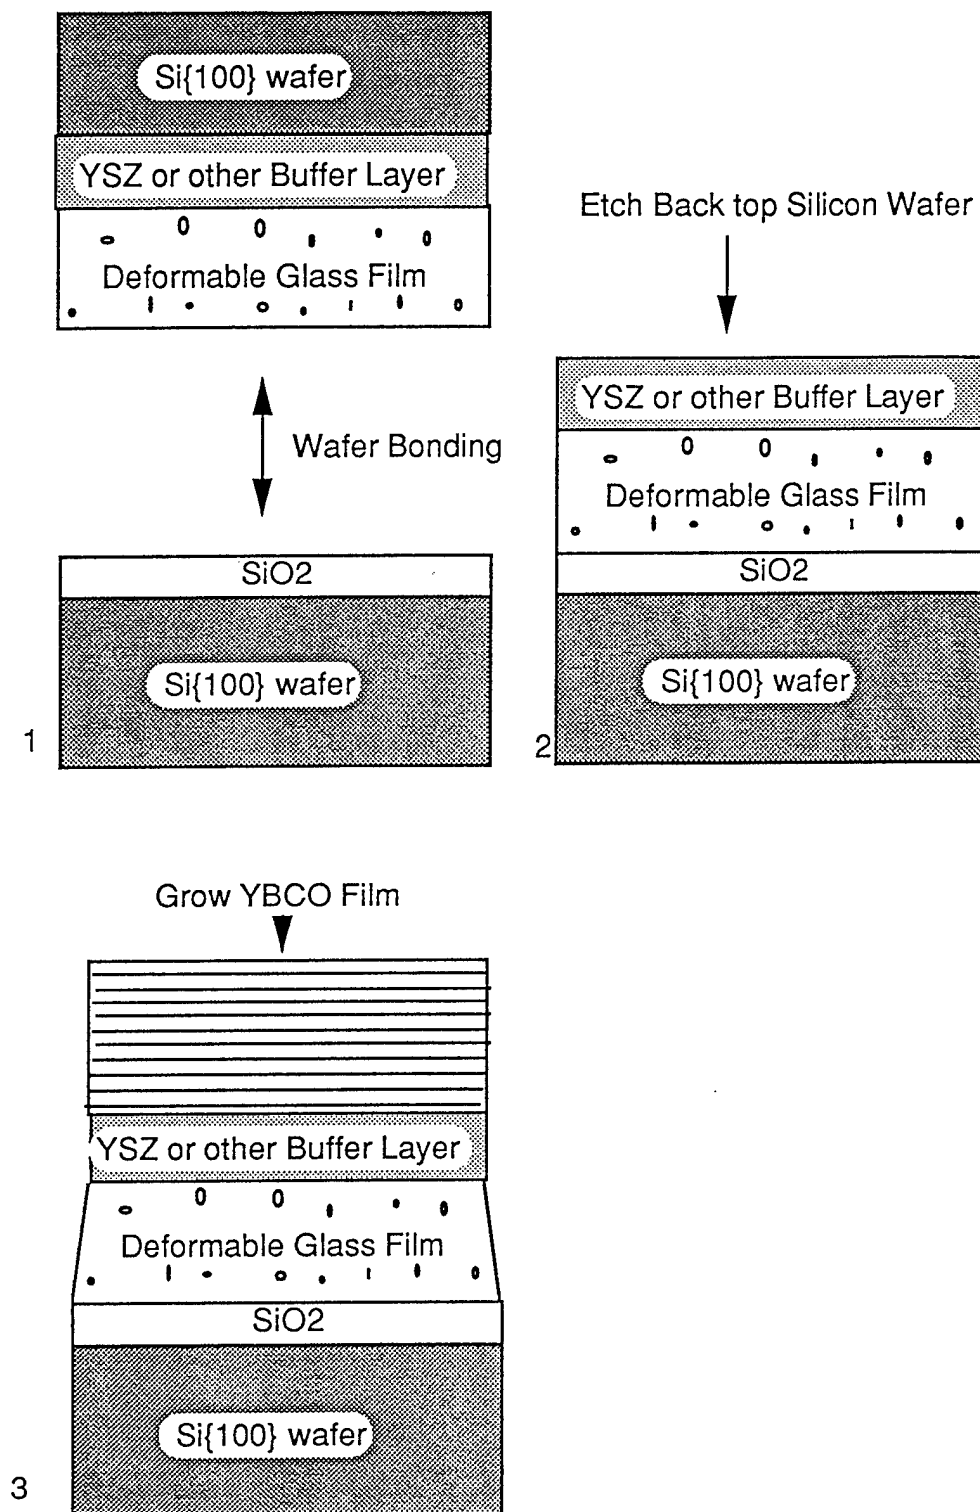 Si{100} wafer
YSZ or other Buffer Layer
Deformable Glass Film
Wafer Bonding
SiO2
Si{100} wafer
1
Etch Back top Silicon Wafer
YSZ or other Buffer Layer
Deformable Glass Film
SiO2
Si{100} wafer
2
Grow YBCO Film
YSZ or other Buffer Layer
Deformable Glass Film
SiO2
Si{100} wafer
3